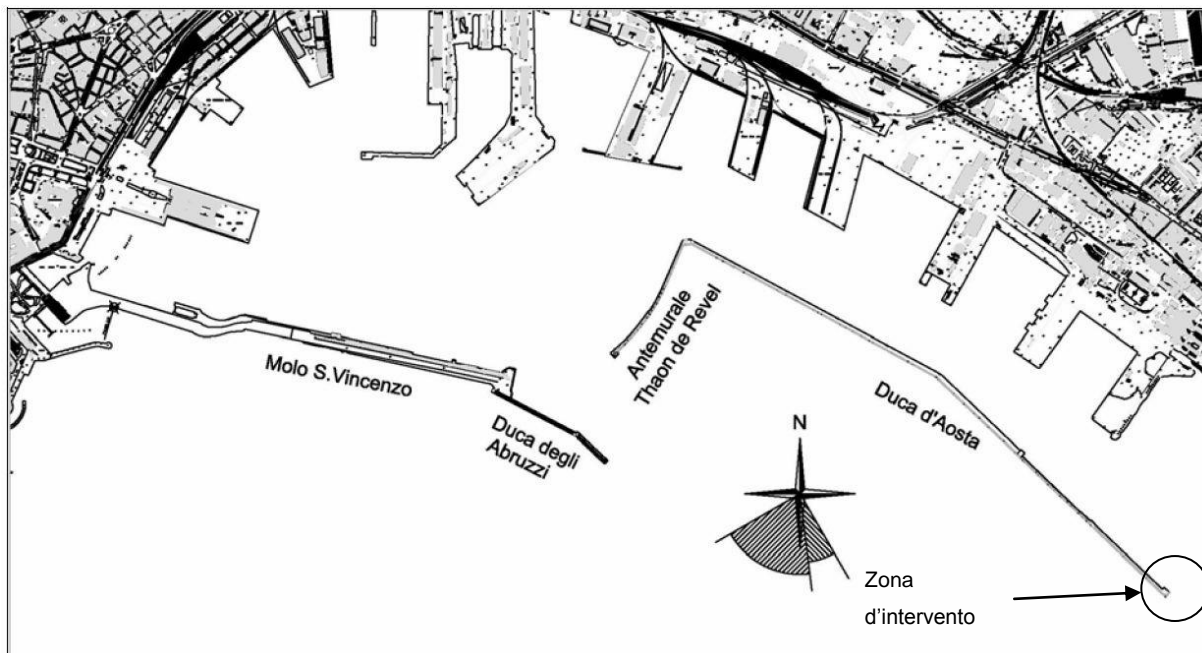 Molo S.Vincenzo
Duca degli
Abruzzi
Antemurale
Thaon de Revel
Duca d'Aosta
N
Zona
d'intervento